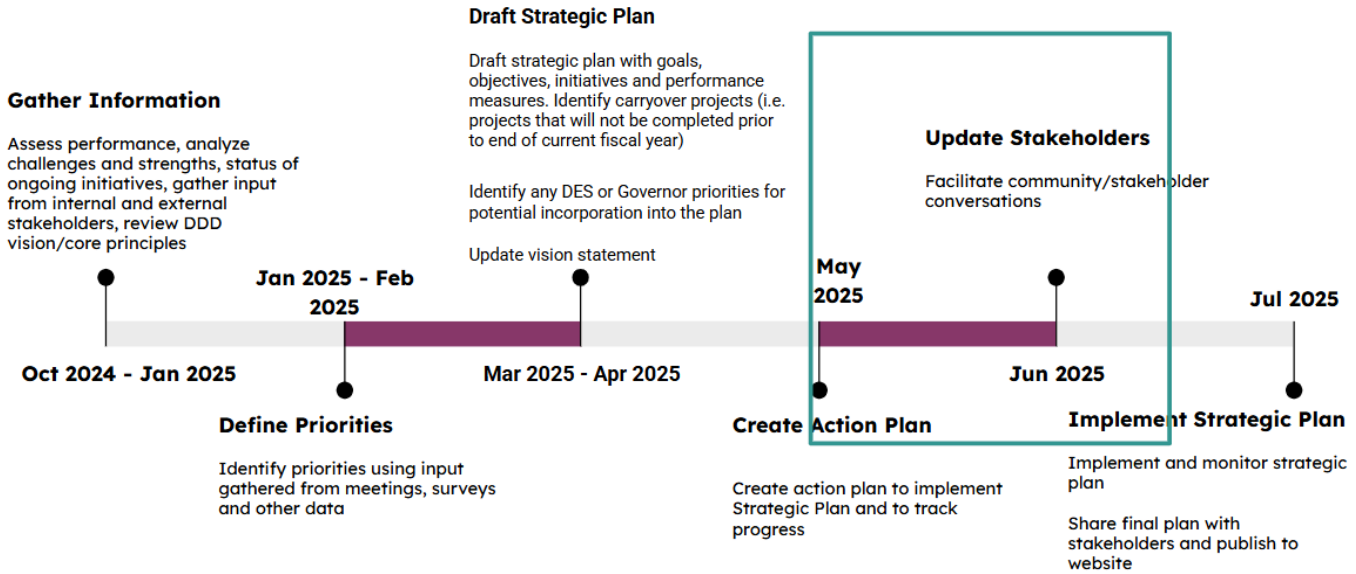 Gather Information
Assess performance, analyze
challenges and strengths, status of
ongoing initiatives, gather input
from internal and external
stakeholders, review DDD
vision/core principles
Oct 2024 - Jan 2025
Jan 2025 - Feb
2025
Define Priorities
Identify priorities using input
gathered from meetings, surveys
and other data
Draft Strategic Plan
Draft strategic plan with goals,
objectives, initiatives and performance
measures. Identify carryover projects (i.e.
projects that will not be completed prior
to end of current fiscal year)
Identify any DES or Governor priorities for
potential incorporation into the plan
Update vision statement
Mar 2025 - Apr 2025
May
2025
Create Action Plan
Create action plan to implement
Strategic Plan and to track
progress
Update Stakeholders
Facilitate community/stakeholder
conversations
Jun 2025
Jul 2025
Implement Strategic Plan
Implement and monitor strategic
plan
Share final plan with
stakeholders and publish to
website